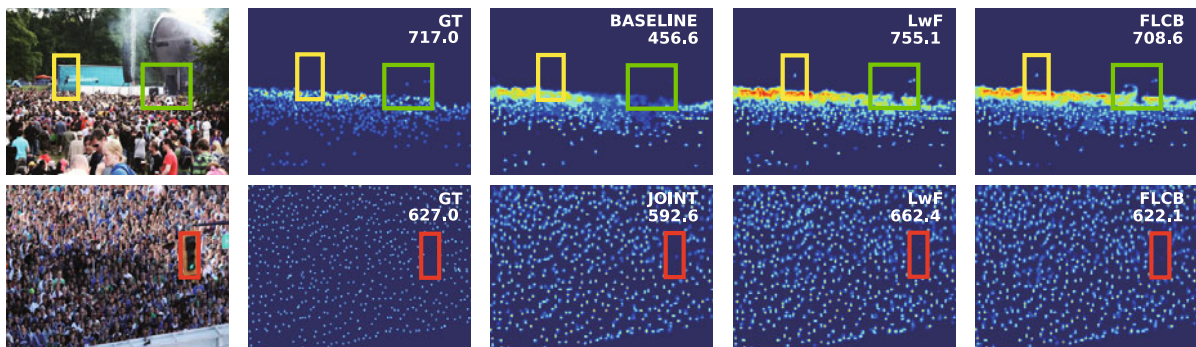 GT
717.0
BASELINE
456.6
LwF
755.1
FLCB
708.6
GT
627.0
JOINT
592.6
LwF
662.4
FLCB
622.1